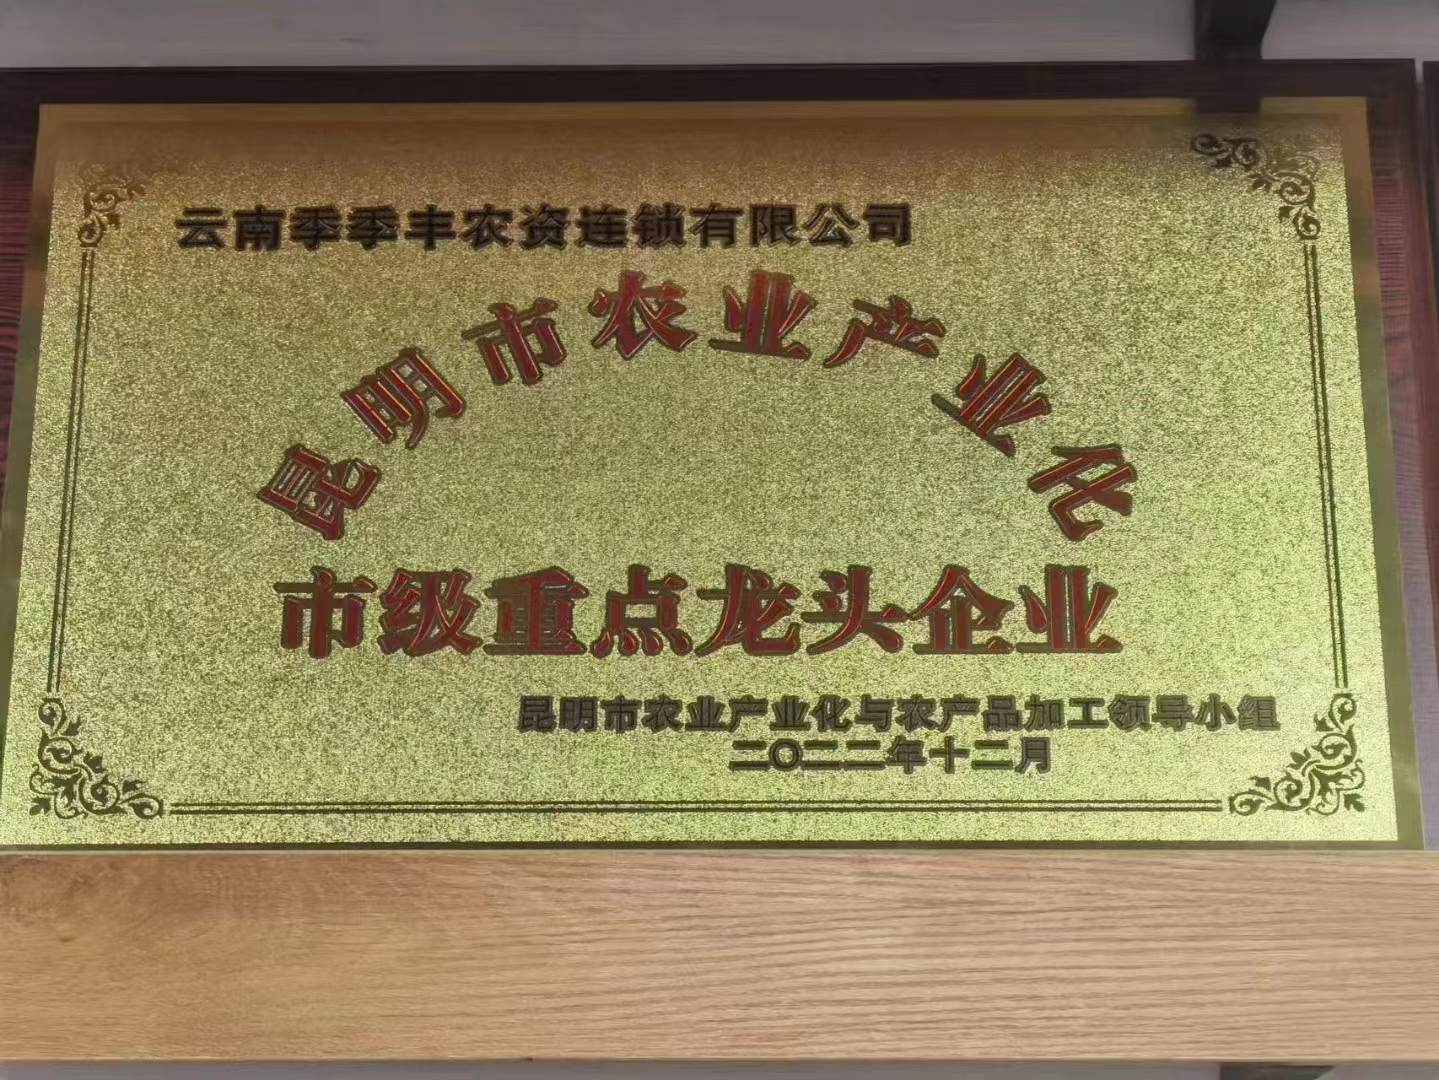 云南季季丰农资连锁有限公司
昆明市农业产业化
市级重点龙头企业
昆明市农业产业化与农产品加工领导小组
二〇二二年十二月